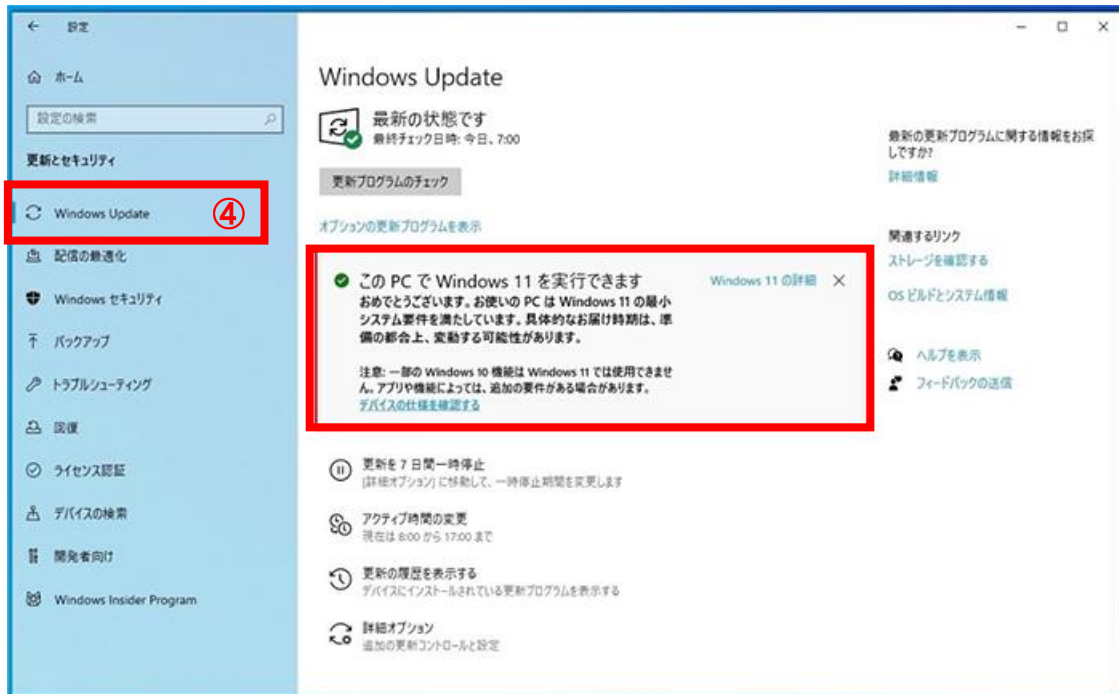 設定
ホーム
設定の検索
更新とセキュリティ
Windows Update
④
配信の最適化
Windows セキュリティ
バックアップ
トラブルシューティング
回復
ライセンス認証
デバイスの検索
開発者向け
Windows Insider Program
Windows Update
最新の状態です
最終チェック日時: 今日、7:00
更新プログラムのチェック
オプションの更新プログラムを表示
この PC で Windows 11 を実行できます
Windows 11 の詳細
おめでとうございます。お使いの PC は Windows 11 の最小
システム要件を満たしています。具体的なお届け時期は、準
備の都合上、変動する可能性があります。
注意: 一部の Windows 10 機能は Windows 11 では使用できませ
ん。アプリや機能によっては、追加の要件がある場合があります。
デバイスの仕様を確認する
更新を 7 日間一時停止
[詳細オプション] に移動して、一時停止期間を変更します
アクティブ時間の変更
現在は 8:00 から 17:00 まで
更新の履歴を表示する
デバイスにインストールされている更新プログラムを表示する
詳細オプション
追加の更新コントロールと設定
最新の更新プログラムに関する情報をお探
しですか?
詳細情報
関連するリンク
ストレージを確認する
OS ビルドとシステム情報
ヘルプを表示
フィードバックの送信